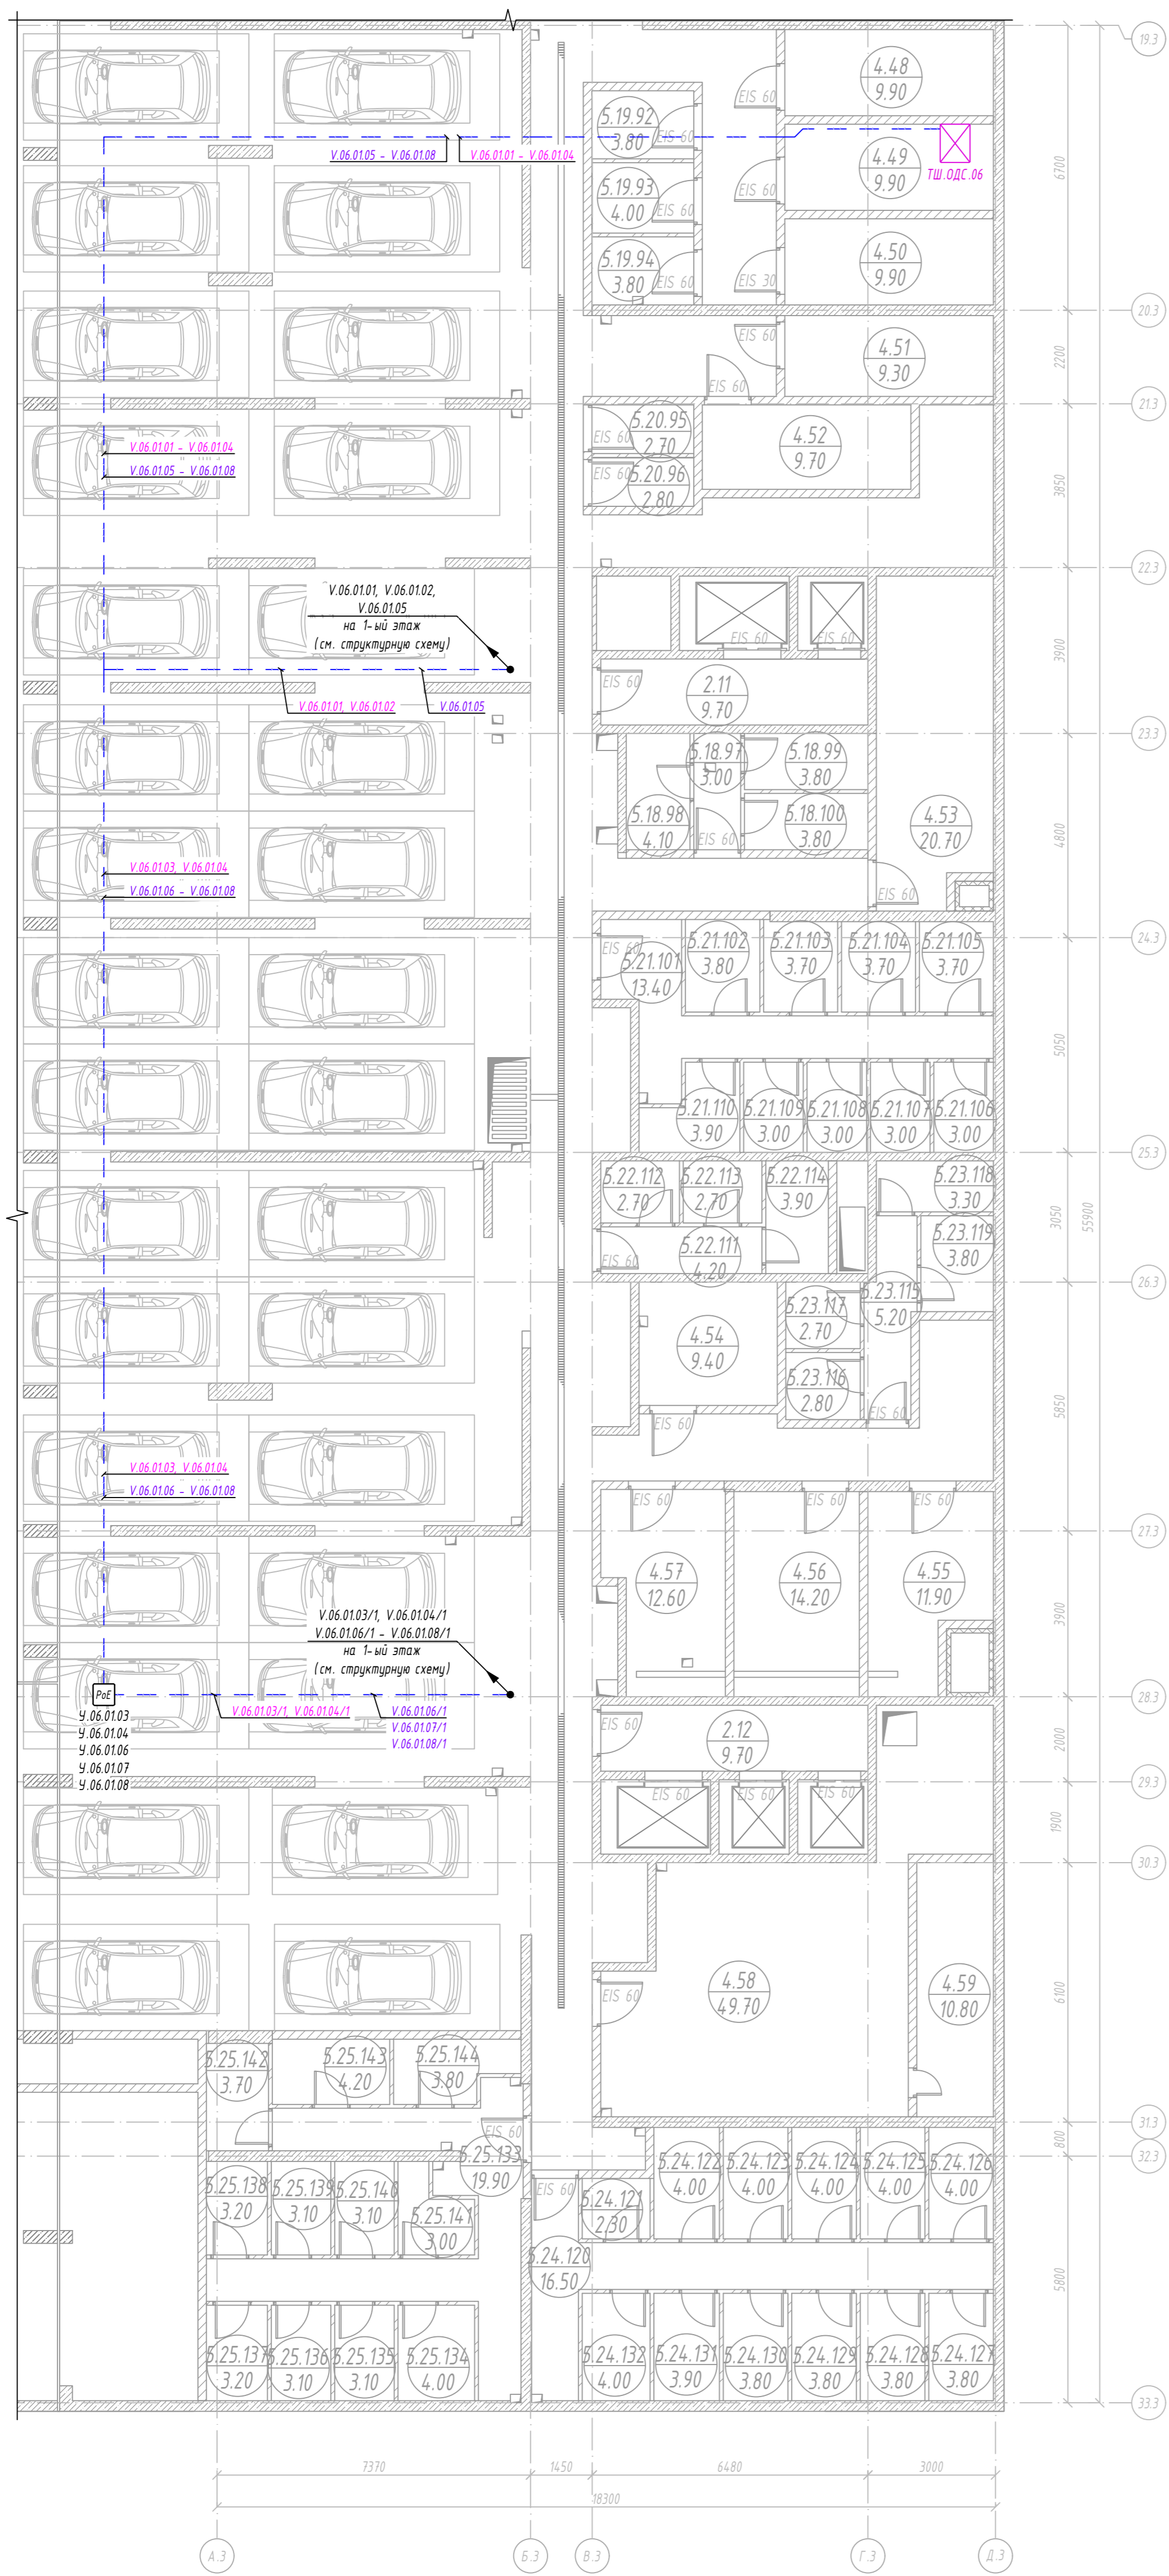 19.3
4.48
9.90
EIS 60
5.19.92
3.80
EIS 60
V.06.01.05 - V.06.01.08
V.06.01.01 - V.06.01.04
4.49
9.90
ТШ.ОДС.06
6700
5.19.93
4.00
EIS 60
EIS 60
5.19.94
3.80
EIS 60
EIS 30
4.50
9.90
20.3
EIS 60
4.51
9.30
2200
EIS 60
21.3
5.20.95
2.70
EIS 60
4.52
9.70
V.06.01.01 - V.06.01.04
V.06.01.05 - V.06.01.08
5.20.96
2.80
EIS 60
3850
22.3
V.06.01.01, V.06.01.02,
V.06.01.05
на 1-ый этаж
(см. структурную схему)
EIS 60
EIS 60
3900
EIS 60
2.11
9.70
V.06.01.01, V.06.01.02
V.06.01.05
23.3
5.18.97
3.00
5.18.99
3.80
5.18.98
4.10
EIS 60
5.18.100
3.80
4.53
20.70
4800
V.06.01.03, V.06.01.04
V.06.01.06 - V.06.01.08
EIS 60
24.3
EIS 60
5.21.101
13.40
5.21.102
3.80
5.21.103
3.70
5.21.104
3.70
5.21.105
3.70
5050
5.21.110
3.90
5.21.109
3.00
5.21.108
3.00
5.21.107
3.00
5.21.106
3.00
25.3
5.22.112
2.70
5.22.113
2.70
5.22.114
3.90
5.23.118
3.30
3050
55900
EIS 60
5.22.111
4.20
5.23.119
3.80
26.3
5.23.117
2.70
5.23.115
5.20
4.54
9.40
5.23.116
2.80
EIS 60
EIS 60
5850
V.06.01.03, V.06.01.04
V.06.01.06 - V.06.01.08
EIS 60
EIS 60
EIS 60
27.3
4.57
12.60
4.56
14.20
4.55
11.90
3900
V.06.01.03/1, V.06.01.04/1
V.06.01.06/1 - V.06.01.08/1
на 1-ый этаж
(см. структурную схему)
PoE
V.06.01.03/1, V.06.01.04/1
V.06.01.06/1
V.06.01.07/1
V.06.01.08/1
28.3
У.06.01.03
У.06.01.04
У.06.01.06
У.06.01.07
У.06.01.08
EIS 60
2.12
9.70
2000
29.3
EIS 60
EIS 60
EIS 60
1900
30.3
4.58
49.70
EIS 60
4.59
10.80
6100
5.25.142
3.70
5.25.143
4.20
5.25.144
3.80
31.3
EIS 60
800
32.3
5.25.133
19.90
5.25.138
3.20
5.25.139
3.10
5.25.140
3.10
5.25.141
3.00
EIS 60
5.24.121
2.30
5.24.122
4.00
5.24.123
4.00
5.24.124
4.00
5.24.125
4.00
5.24.126
4.00
5.24.120
16.50
5800
5.25.137
3.20
5.25.136
3.10
5.25.135
3.10
5.25.134
4.00
5.24.132
4.00
5.24.131
3.90
5.24.130
3.80
5.24.129
3.80
5.24.128
3.80
5.24.127
3.80
33.3
7370
1450
6480
3000
18300
А.3
Б.3
В.3
Г.3
Д.3